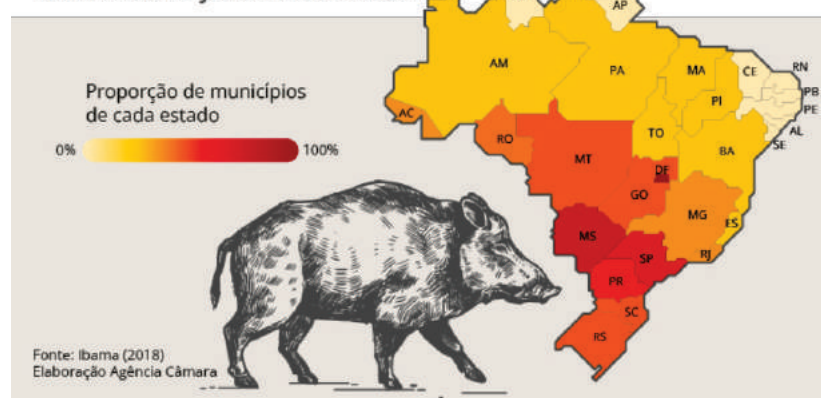 AP
AM
PA
MA
CE
RN
PB
PE
AL
SE
PI
AC
RO
TO
BA
MT
DF
GO
MG
ES
MS
SP
RJ
PR
SC
RS
Proporção de municípios
de cada estado
0%
100%
Fonte: Ibama (2018)
Elaboração Agência Câmara